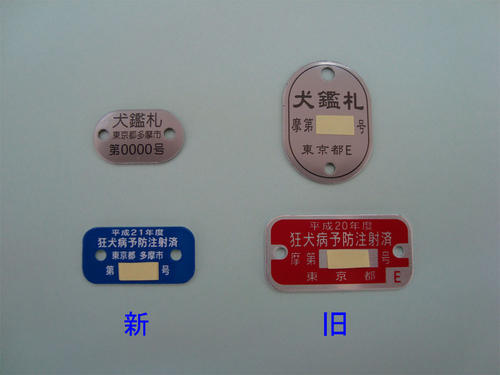 犬鑑札
東京都多摩市
第0000号
犬鑑札
摩第 号
東京都E
平成21年度
狂犬病予防注射済
東京都 多摩市
第 号
平成20年度
狂犬病予防注射済
摩第 号
東京都 E
新
旧